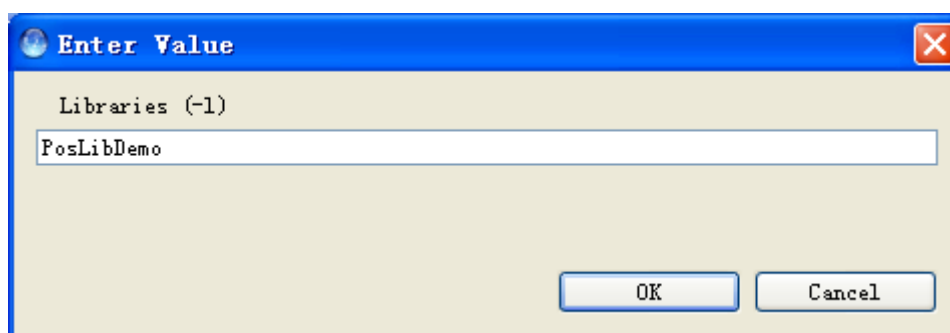 Enter Value
Libraries (-l)
PosLibDemo
OK
Cancel